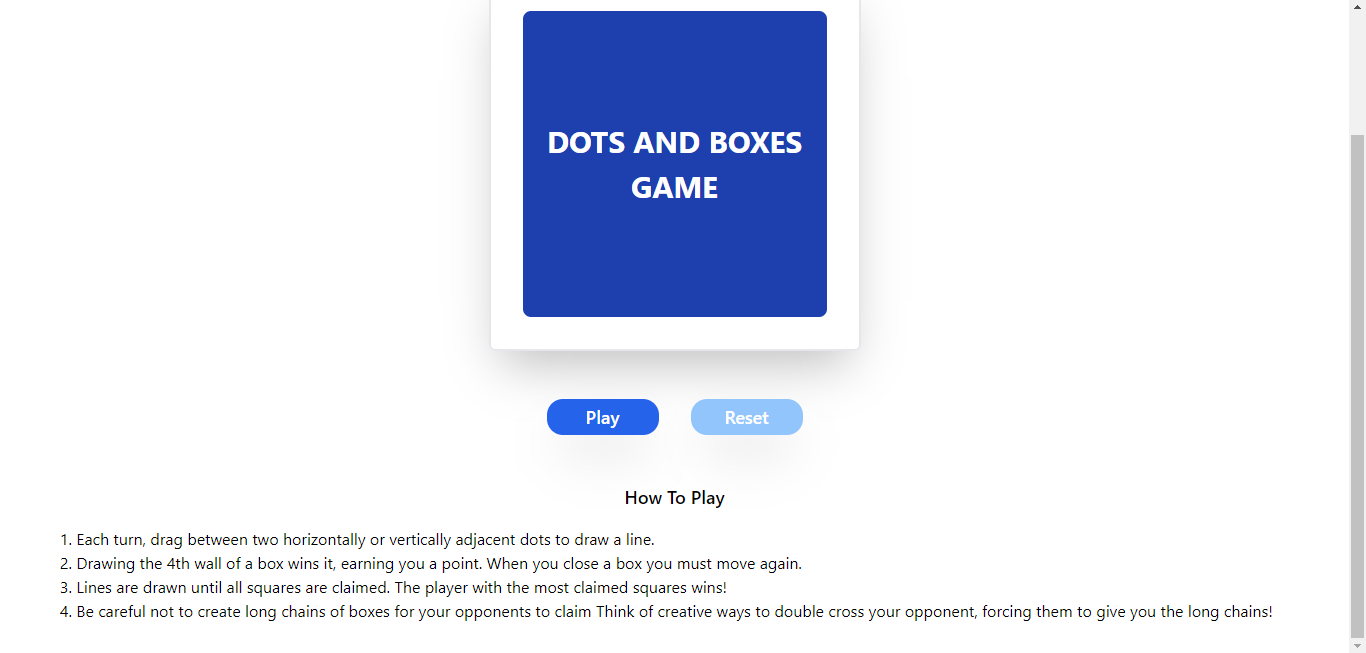 DOTS AND BOXES
GAME
Play
Reset
How To Play
1. Each turn, drag between two horizontally or vertically adjacent dots to draw a line.
2. Drawing the 4th wall of a box wins it, earning you a point. When you close a box you must move again.
3. Lines are drawn until all squares are claimed. The player with the most claimed squares wins!
4. Be careful not to create long chains of boxes for your opponents to claim Think of creative ways to double cross your opponent, forcing them to give you the long chains!